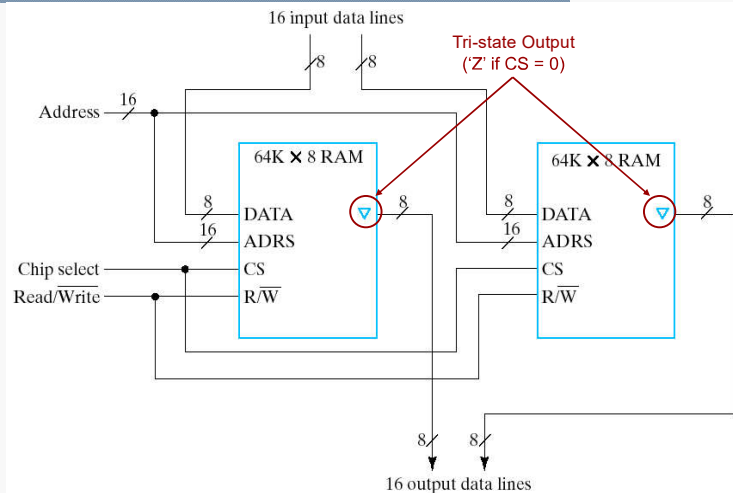 16 input data lines
Tri-state Output
('Z' if CS = 0)
8
8
Address
16
64K × 8 RAM
64K × 8 RAM
8
DATA
8
8
DATA
8
16
ADRS
16
ADRS
Chip select
CS
CS
Read/W̅r̅i̅t̅e̅
R/W̅
R/W̅
8
8
16 output data lines